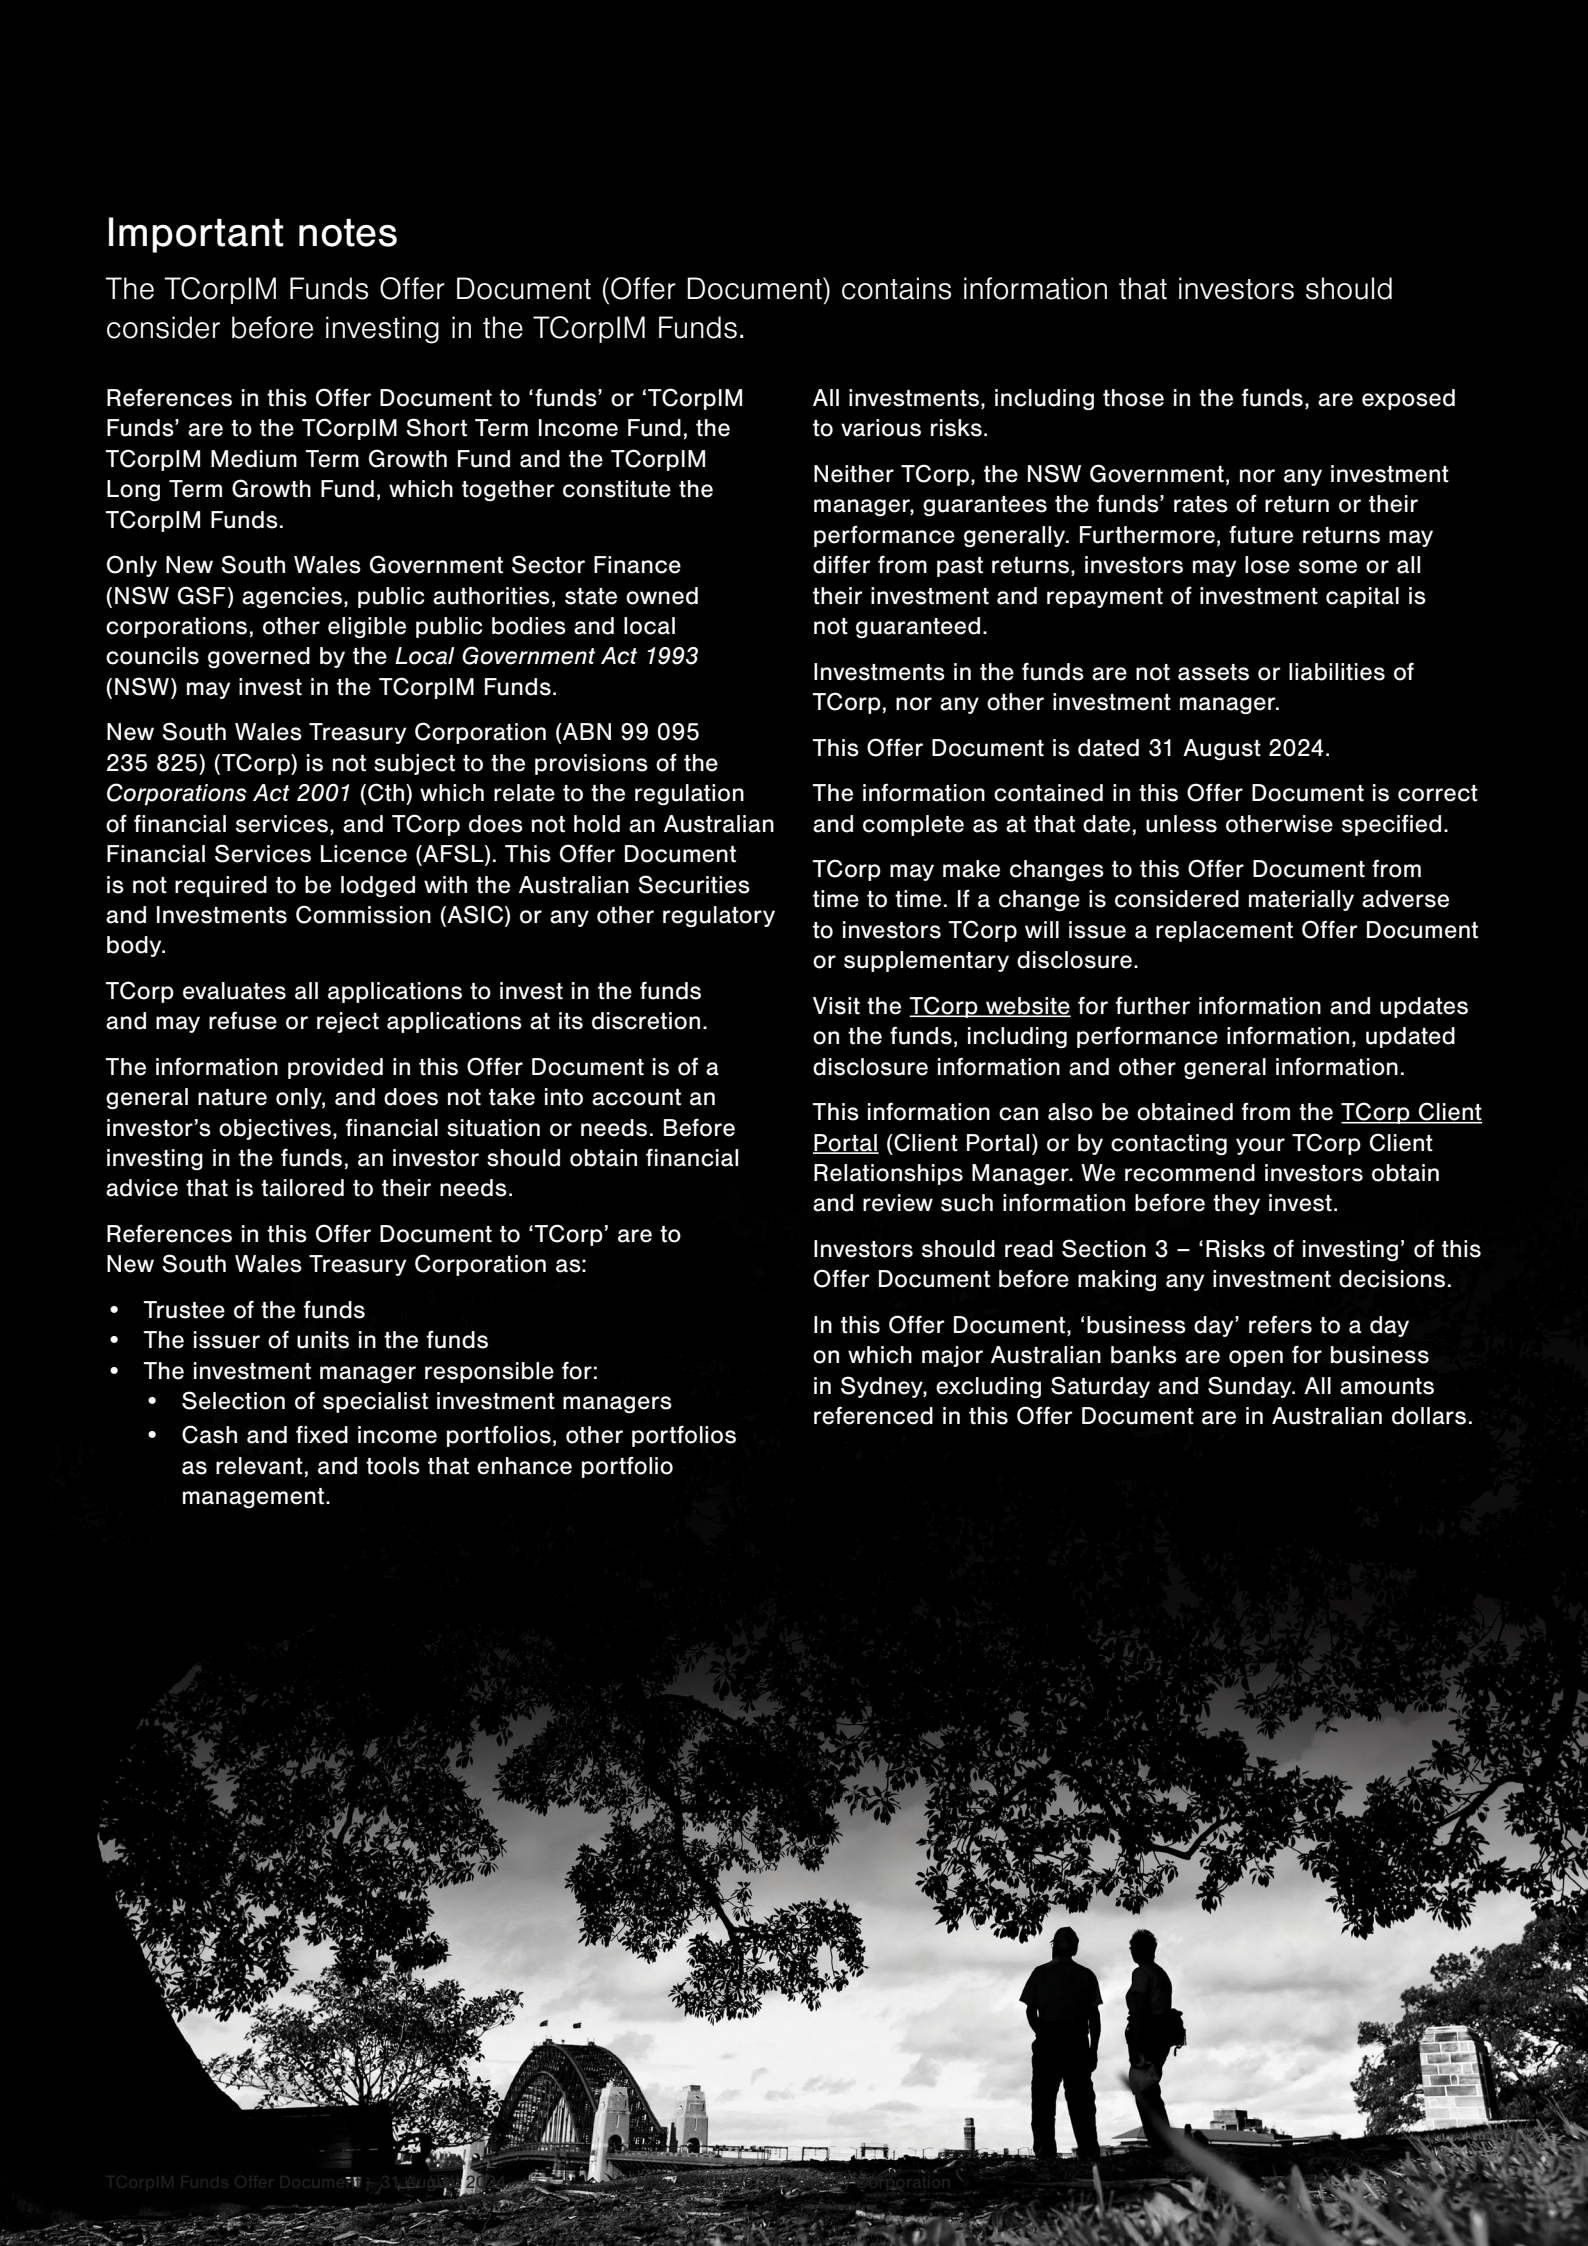 Important notes
The TCorpIM Funds Offer Document (Offer Document) contains information that investors should
consider before investing in the TCorpIM Funds.
References in this Offer Document to ‘funds’ or ‘TCorpIM
Funds’ are to the TCorpIM Short Term Income Fund, the
TCorpIM Medium Term Growth Fund and the TCorpIM
Long Term Growth Fund, which together constitute the
TCorpIM Funds.
Only New South Wales Government Sector Finance
(NSW GSF) agencies, public authorities, state owned
corporations, other eligible public bodies and local
councils governed by the Local Government Act 1993
(NSW) may invest in the TCorpIM Funds.
New South Wales Treasury Corporation (ABN 99 095
235 825) (TCorp) is not subject to the provisions of the
Corporations Act 2001 (Cth) which relate to the regulation
of financial services, and TCorp does not hold an Australian
Financial Services Licence (AFSL). This Offer Document
is not required to be lodged with the Australian Securities
and Investments Commission (ASIC) or any other regulatory
body.
TCorp evaluates all applications to invest in the funds
and may refuse or reject applications at its discretion.
The information provided in this Offer Document is of a
general nature only, and does not take into account an
investor’s objectives, financial situation or needs. Before
investing in the funds, an investor should obtain financial
advice that is tailored to their needs.
References in this Offer Document to ‘TCorp’ are to
New South Wales Treasury Corporation as:
• Trustee of the funds
• The issuer of units in the funds
• The investment manager responsible for:
• Selection of specialist investment managers
• Cash and fixed income portfolios, other portfolios
as relevant, and tools that enhance portfolio
management.
All investments, including those in the funds, are exposed
to various risks.
Neither TCorp, the NSW Government, nor any investment
manager, guarantees the funds’ rates of return or their
performance generally. Furthermore, future returns may
differ from past returns, investors may lose some or all
their investment and repayment of investment capital is
not guaranteed.
Investments in the funds are not assets or liabilities of
TCorp, nor any other investment manager.
This Offer Document is dated 31 August 2024.
The information contained in this Offer Document is correct
and complete as at that date, unless otherwise specified.
TCorp may make changes to this Offer Document from
time to time. If a change is considered materially adverse
to investors TCorp will issue a replacement Offer Document
or supplementary disclosure.
Visit the TCorp website for further information and updates
on the funds, including performance information, updated
disclosure information and other general information.
This information can also be obtained from the TCorp Client
Portal (Client Portal) or by contacting your TCorp Client
Relationships Manager. We recommend investors obtain
and review such information before they invest.
Investors should read Section 3 – ‘Risks of investing’ of this
Offer Document before making any investment decisions.
In this Offer Document, ‘business day’ refers to a day
on which major Australian banks are open for business
in Sydney, excluding Saturday and Sunday. All amounts
referenced in this Offer Document are in Australian dollars.
TCorpIM Funds Offer Document 31 August 2024
Corporation